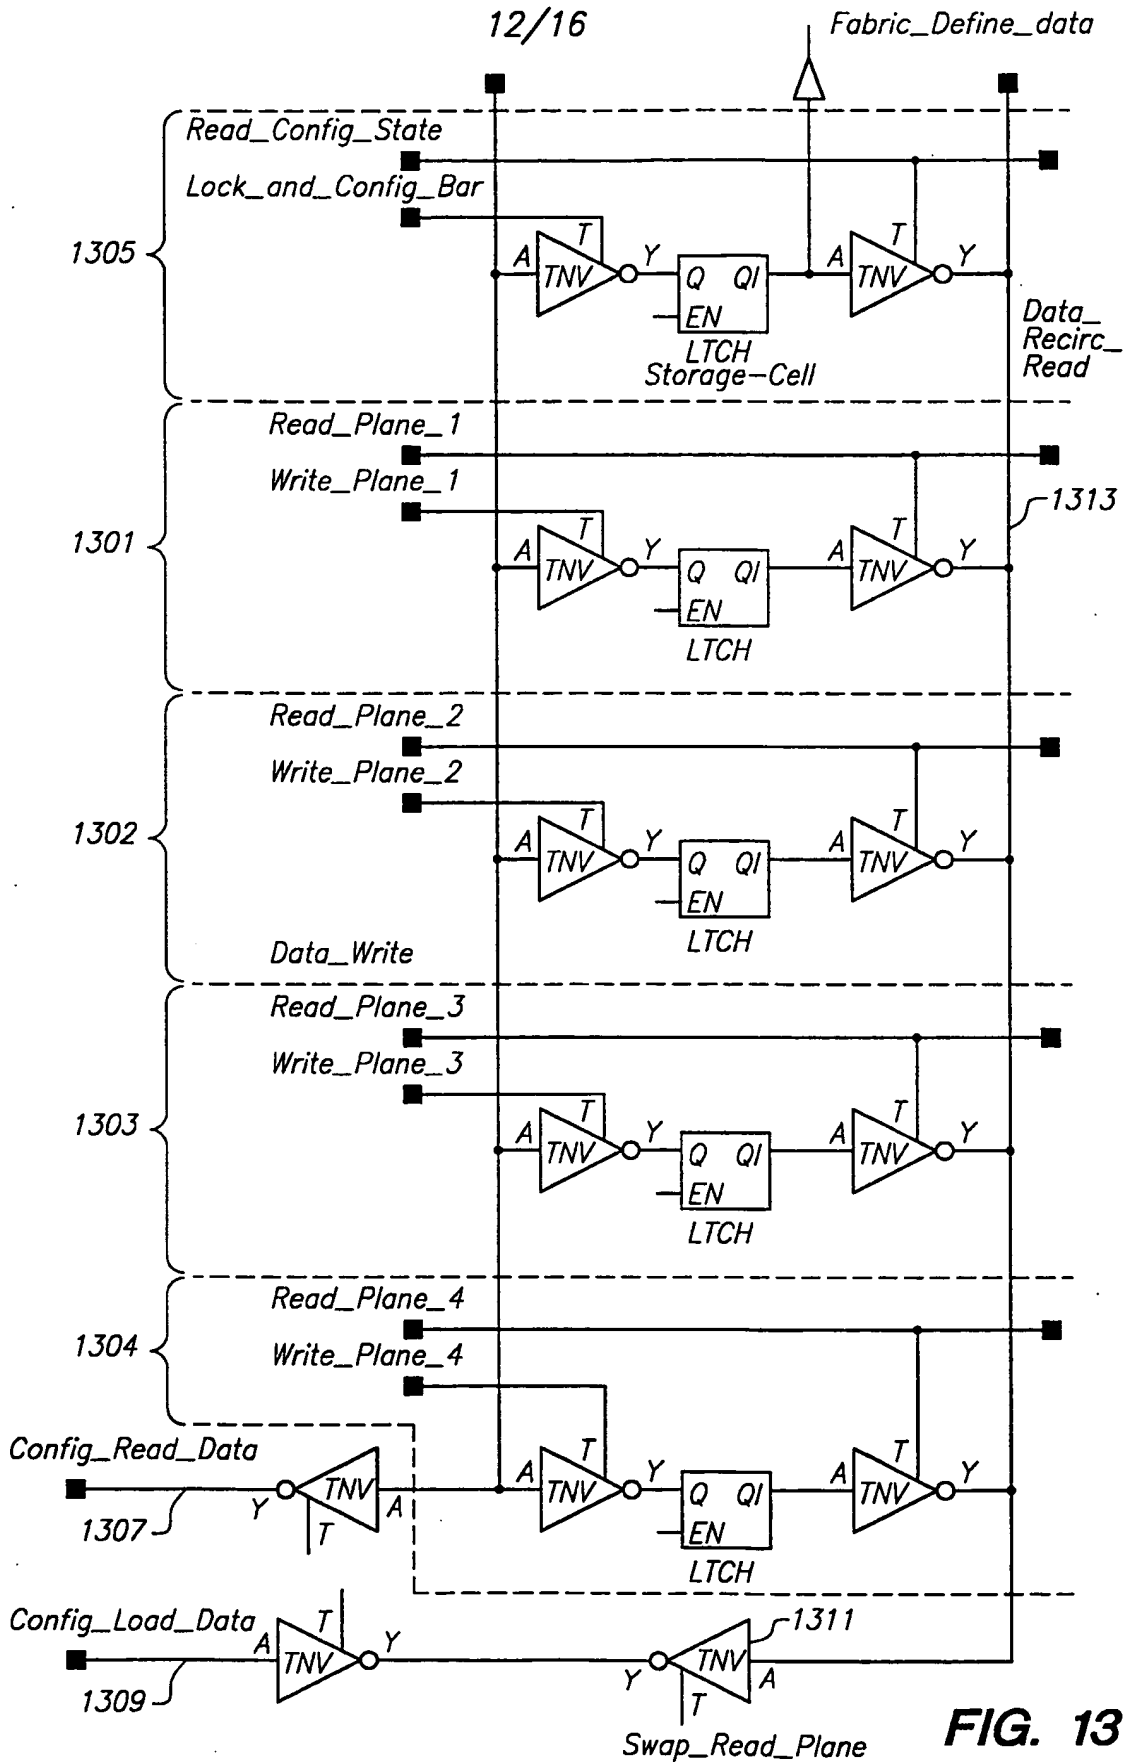 12/16
Fabric_Define_data
Read_Config_State
Lock_and_Config_Bar
1305
A TNV T Y Q QI EN A TNV T Y
LTCH
Storage-Cell
Data_
Recirc_
Read
Read_Plane_1
Write_Plane_1
1313
1301
A TNV T Y Q QI EN A TNV T Y
LTCH
Read_Plane_2
Write_Plane_2
1302
A TNV T Y Q QI EN A TNV T Y
LTCH
Data_Write
Read_Plane_3
Write_Plane_3
1303
A TNV T Y Q QI EN A TNV T Y
LTCH
Read_Plane_4
Write_Plane_4
1304
Config_Read_Data
Y TNV A T
1307
A TNV T Y Q QI EN A TNV T Y
LTCH
Config_Load_Data
A TNV T Y
1309
1311
Y TNV A T
Swap_Read_Plane
FIG. 13